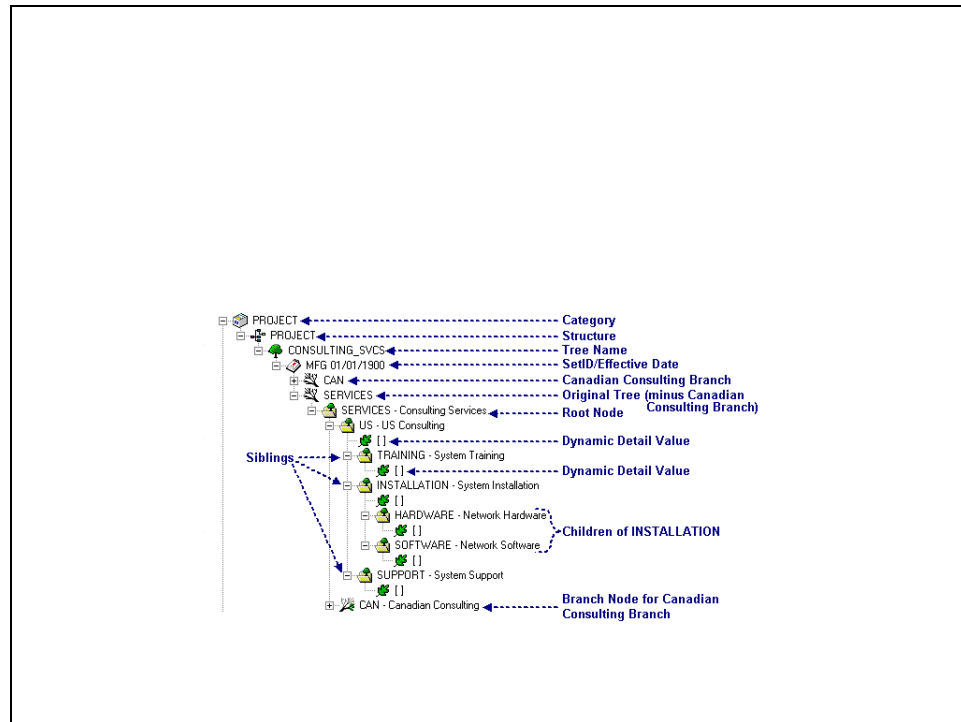 PROJECT Category
PROJECT Structure
CONSULTING_SVCS Tree Name
MFG 01/01/1900 SetID/Effective Date
CAN Canadian Consulting Branch
SERVICES Original Tree (minus Canadian
Consulting Branch)
SERVICES - Consulting Services Root Node
US - US Consulting
[] Dynamic Detail Value
Siblings TRAINING - System Training
[] Dynamic Detail Value
INSTALLATION - System Installation
[]
HARDWARE - Network Hardware
[] Children of INSTALLATION
SOFTWARE - Network Software
[]
SUPPORT - System Support
[]
CAN - Canadian Consulting Branch Node for Canadian
Consulting Branch